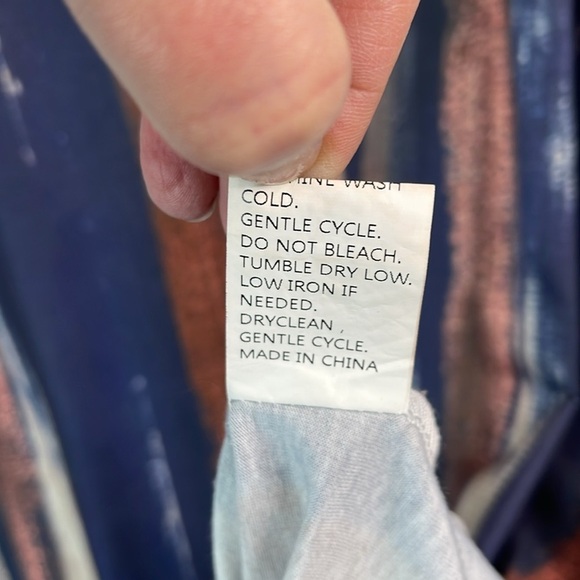 WASH
COLD.
GENTLE CYCLE.
DO NOT BLEACH.
TUMBLE DRY LOW.
LOW IRON IF
NEEDED.
DRYCLEAN ,
GENTLE CYCLE.
MADE IN CHINA